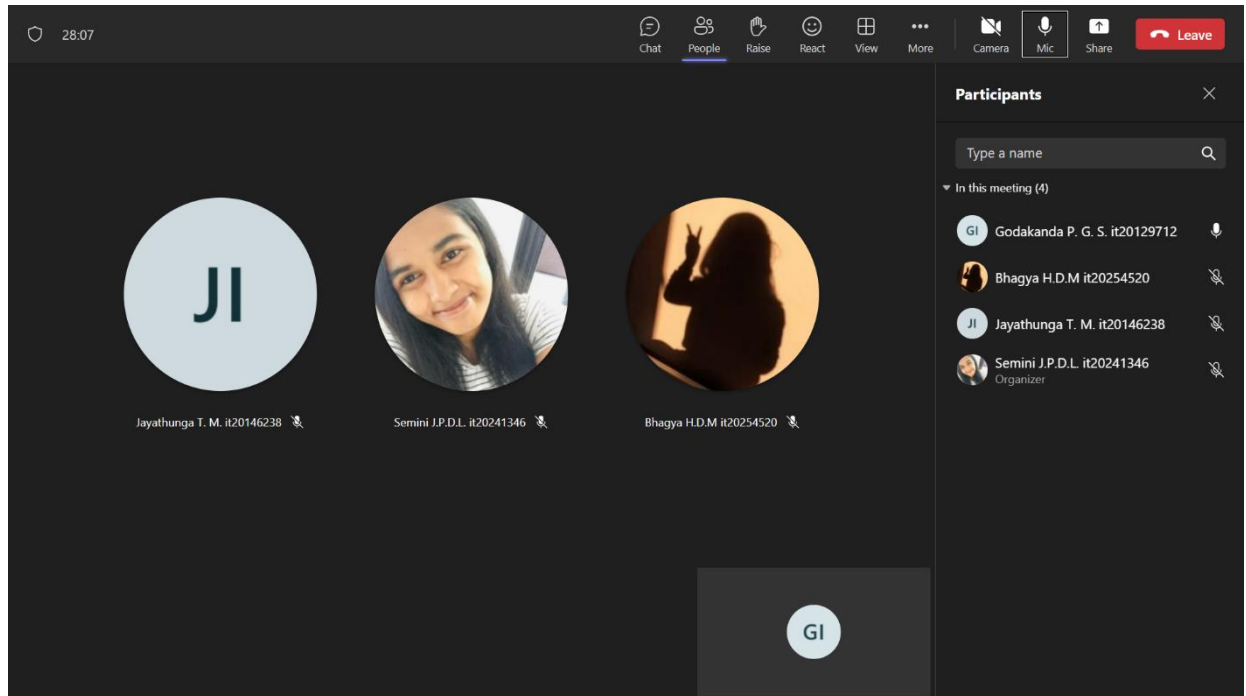 28:07
Chat People Raise React View More Camera Mic Share Leave
Participants
Type a name
In this meeting (4)
GI Godakanda P. G. S. it20129712
Bhagya H.D.M it20254520
JI Jayathunga T. M. it20146238
Semini J.P.D.L. it20241346
Organizer
JI
Jayathunga T. M. it20146238
Semini J.P.D.L. it20241346
Bhagya H.D.M it20254520
GI